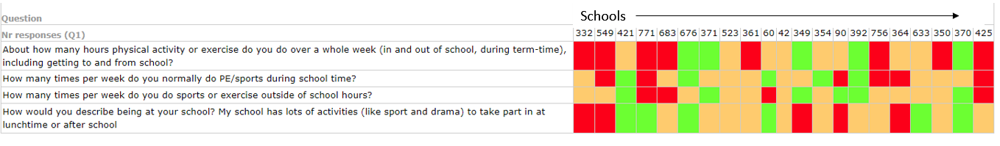 Question
Schools
Nr responses (Q1)
332 549 421 771 683 676 371 523 361 60 42 349 354 90 392 756 364 633 350 370 425
About how many hours physical activity or exercise do you do over a whole week (in and out of school, during term-time),
including getting to and from school?
How many times per week do you normally do PE/sports during school time?
How many times per week do you do sports or exercise outside of school hours?
How would you describe being at your school? My school has lots of activities (like sport and drama) to take part in at
lunchtime or after school